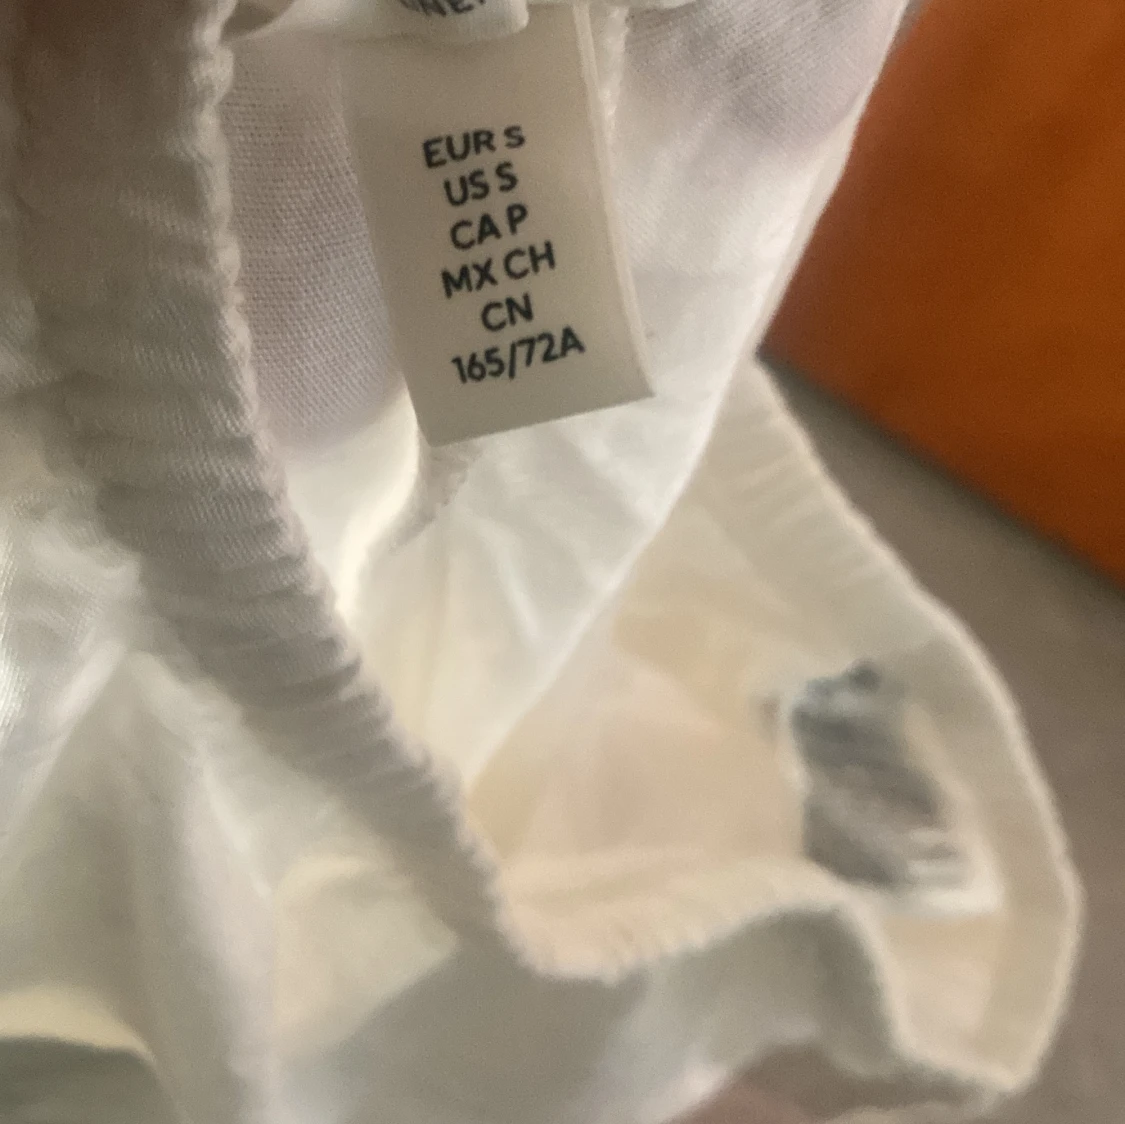 EUR S
US S
CA P
MX CH
CN
165/72A